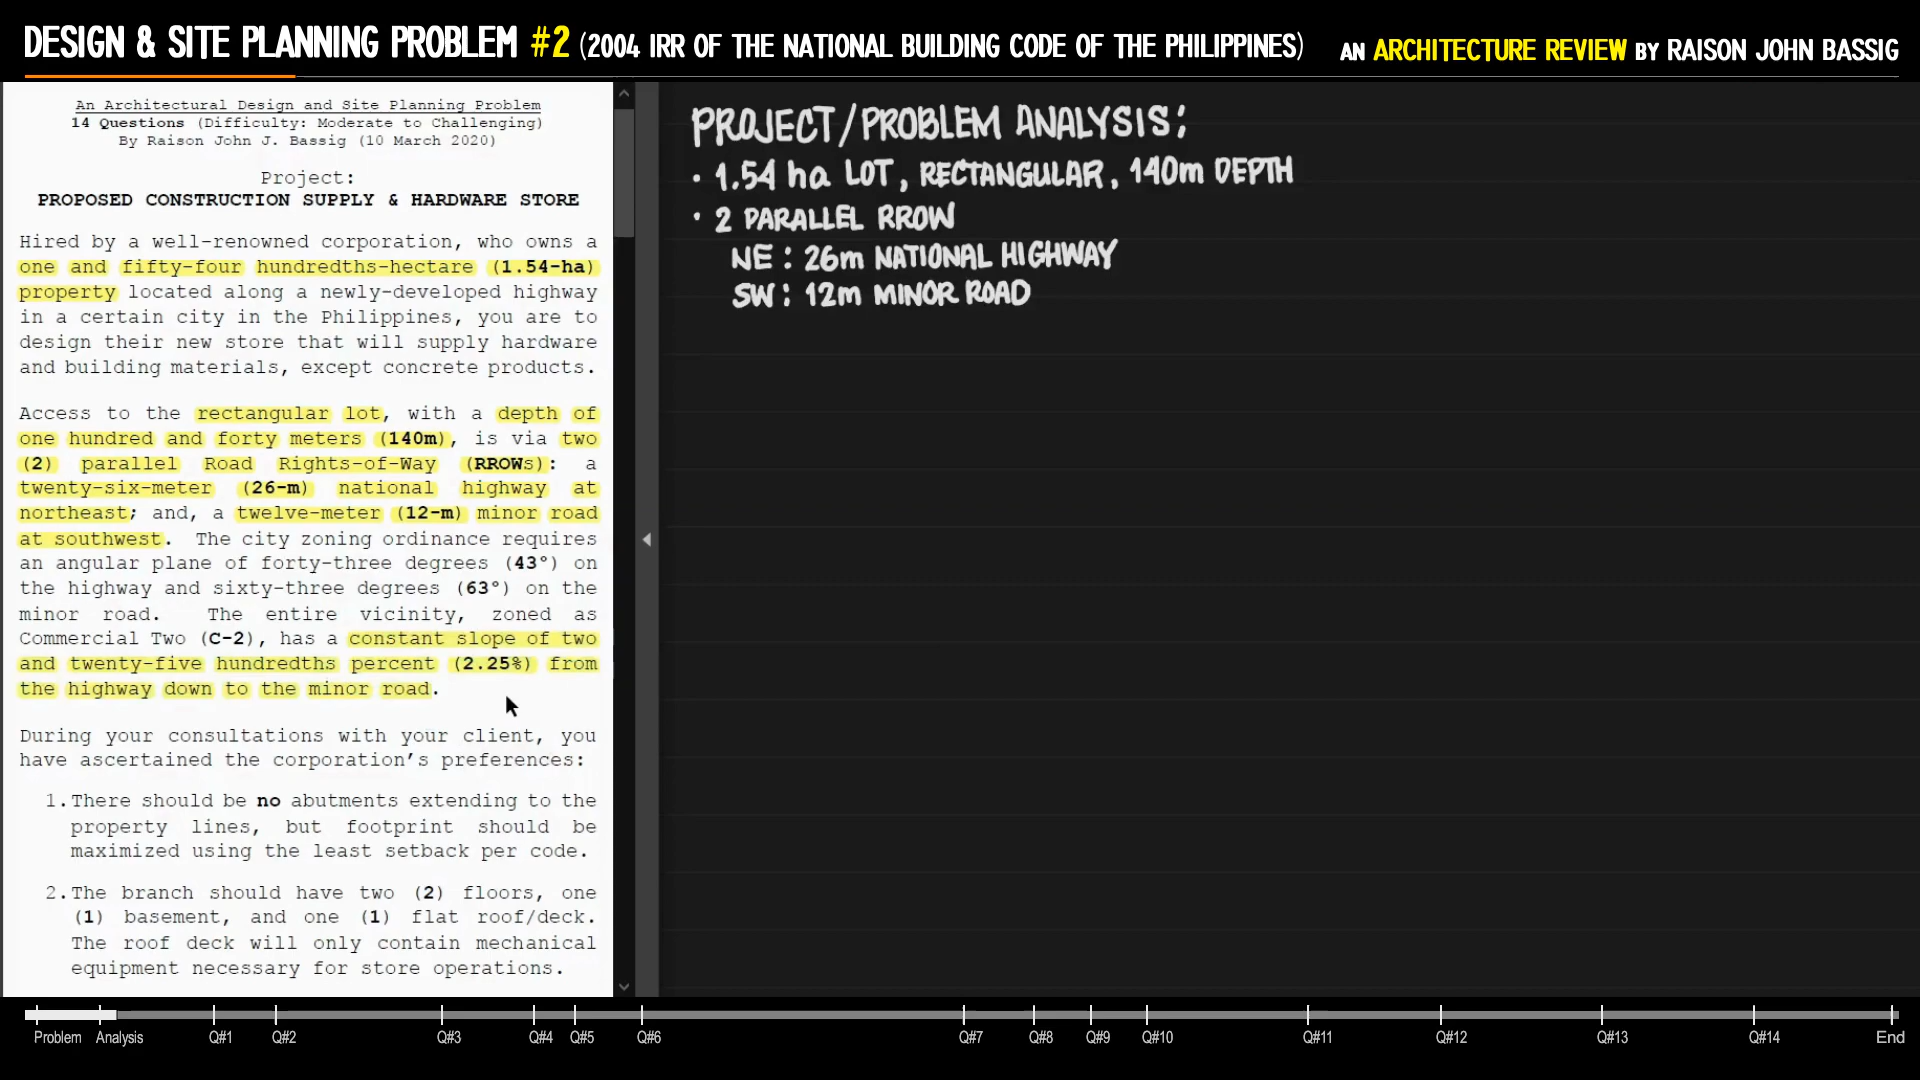 DESIGN & SITE PLANNING PROBLEM #2 (2004 IRR OF THE NATIONAL BUILDING CODE OF THE PHILIPPINES) AN ARCHITECTURE REVIEW BY RAISON JOHN BASSIG
An Architectural Design and Site Planning Problem
14 Questions (Difficulty: Moderate to Challenging)
By Raison John J. Bassig (10 March 2020)
Project:
PROPOSED CONSTRUCTION SUPPLY & HARDWARE STORE
Hired by a well-renowned corporation, who owns a
one and fifty-four hundredths-hectare (1.54-ha)
property located along a newly-developed highway
in a certain city in the Philippines, you are to
design their new store that will supply hardware
and building materials, except concrete products.
Access to the rectangular lot, with a depth of
one hundred and forty meters (140m), is via two
(2) parallel Road Rights-of-Way (RROWs): a
twenty-six-meter (26-m) national highway at
northeast; and, a twelve-meter (12-m) minor road
at southwest. The city zoning ordinance requires
an angular plane of forty-three degrees (43°) on
the highway and sixty-three degrees (63°) on the
minor road. The entire vicinity, zoned as
Commercial Two (C-2), has a constant slope of two
and twenty-five hundredths percent (2.25%) from
the highway down to the minor road.
During your consultations with your client, you
have ascertained the corporation's preferences:
1. There should be no abutments extending to the
property lines, but footprint should be
maximized using the least setback per code.
2. The branch should have two (2) floors, one
(1) basement, and one (1) flat roof/deck.
The roof deck will only contain mechanical
equipment necessary for store operations.
PROJECT/PROBLEM ANALYSIS:
• 1.54 ha LOT, RECTANGULAR, 140m DEPTH
• 2 PARALLEL RROW
NE: 26m NATIONAL HIGHWAY
SW: 12m MINOR ROAD
Problem Analysis Q#1 Q#2 Q#3 Q#4 Q#5 Q#6 Q#7 Q#8 Q#9 Q#10 Q#11 Q#12 Q#13 Q#14 End